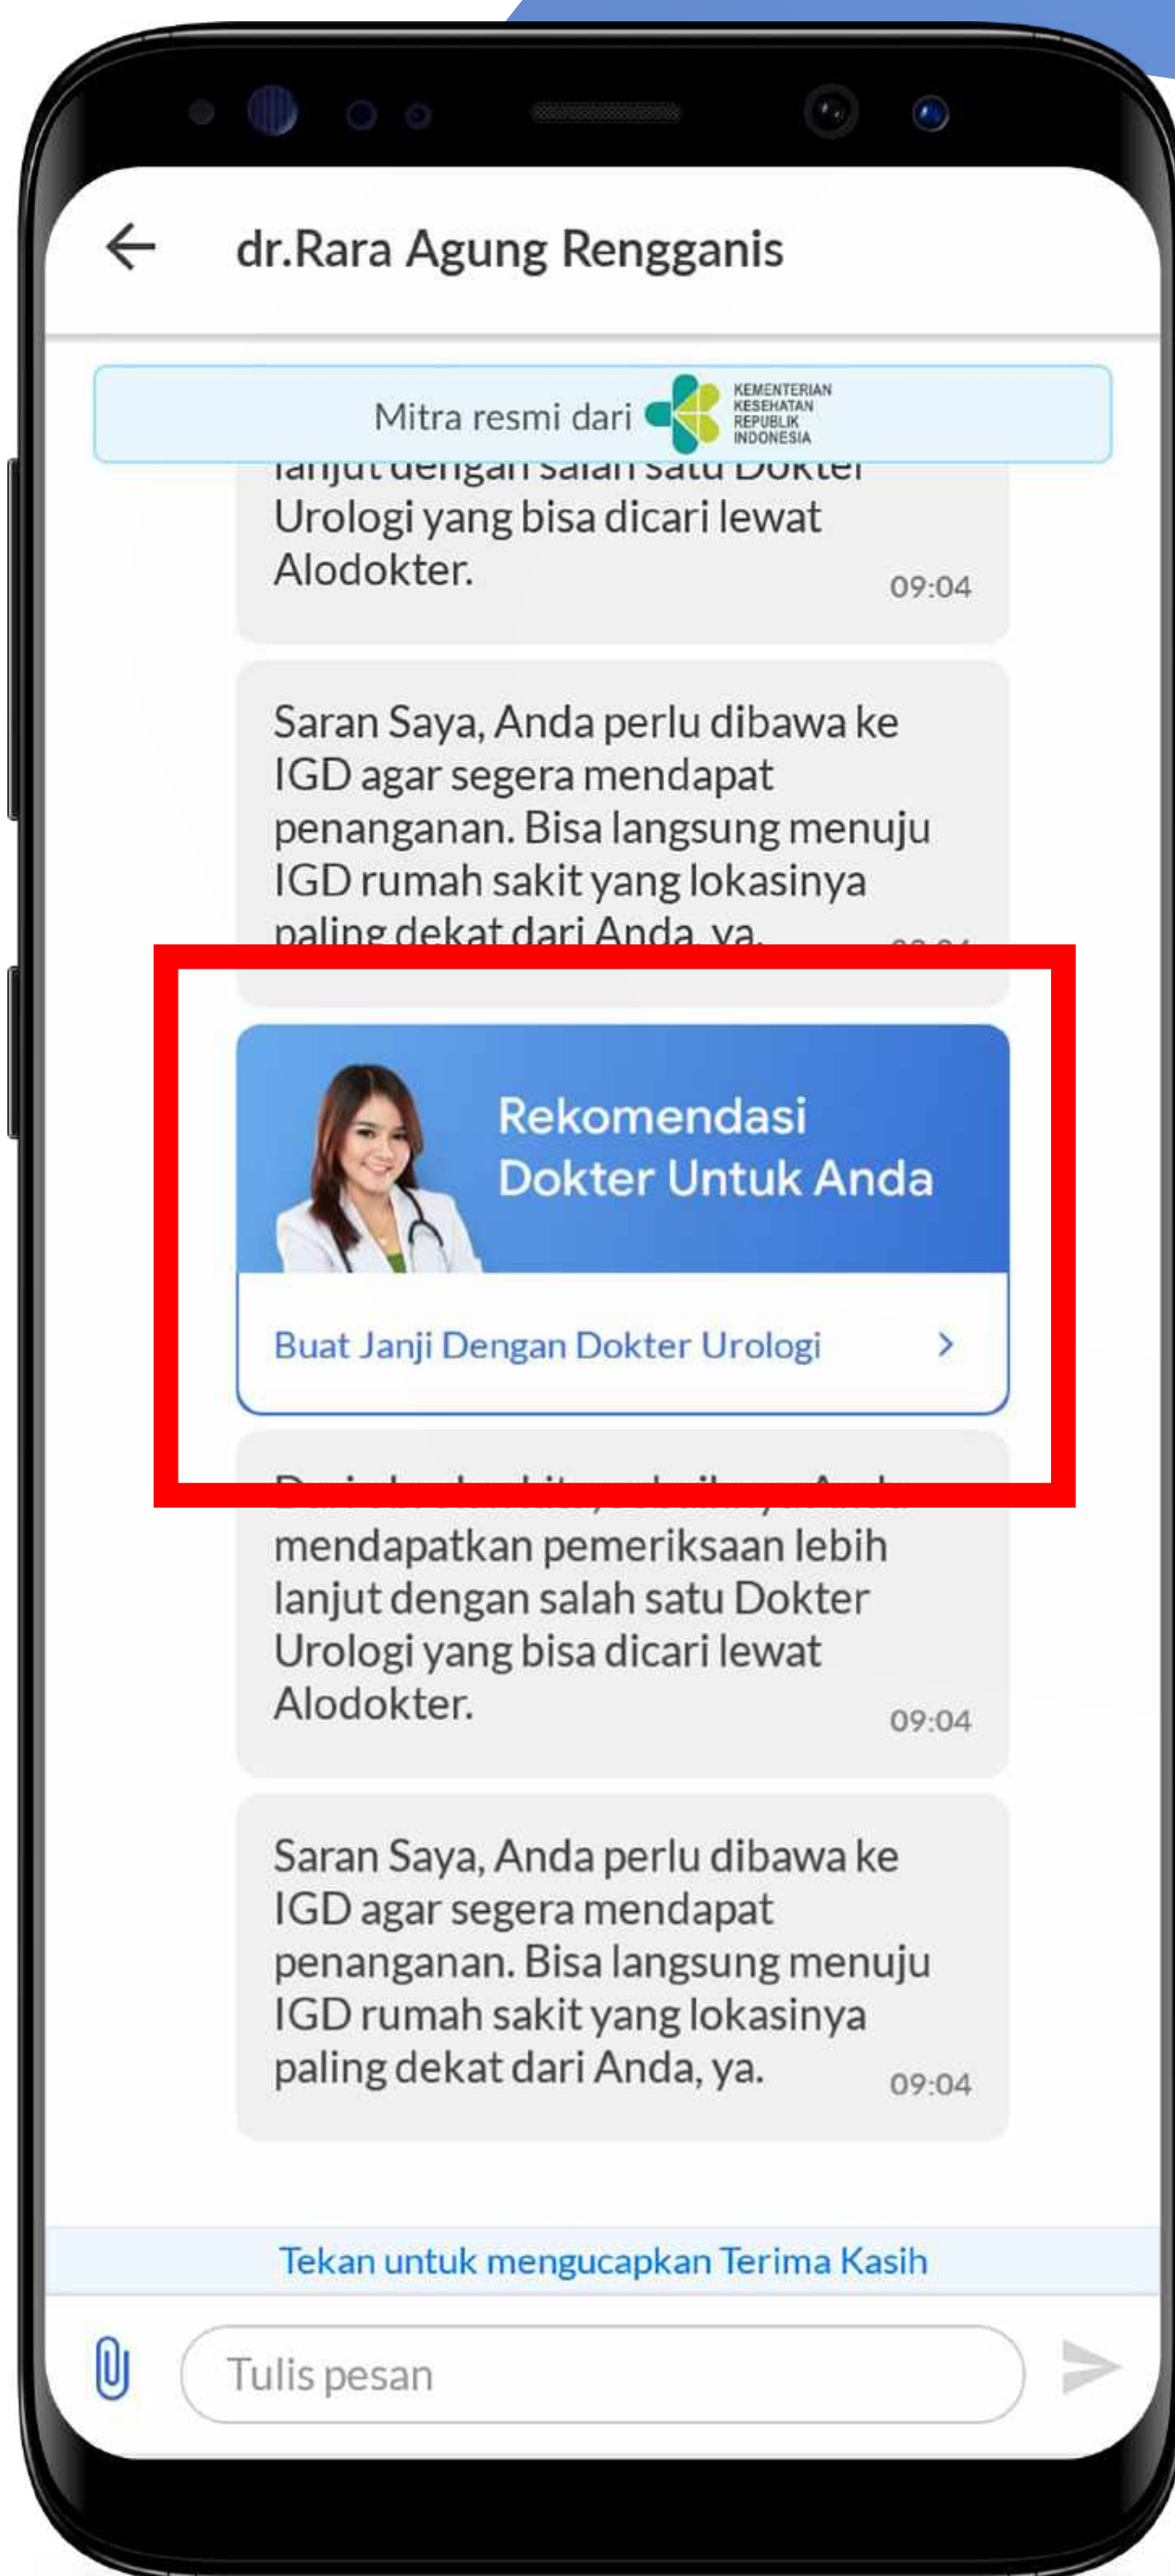 dr.Rara Agung Rengganis
Mitra resmi dari
KEMENTERIAN
KESEHATAN
REPUBLIK
INDONESIA
lanjut dengan salah satu Dokter
Urologi yang bisa dicari lewat
Alodokter.
09:04
Saran Saya, Anda perlu dibawa ke
IGD agar segera mendapat
penanganan. Bisa langsung menuju
IGD rumah sakit yang lokasinya
paling dekat dari Anda, ya.
Rekomendasi
Dokter Untuk Anda
Buat Janji Dengan Dokter Urologi >
mendapatkan pemeriksaan lebih
lanjut dengan salah satu Dokter
Urologi yang bisa dicari lewat
Alodokter.
09:04
Saran Saya, Anda perlu dibawa ke
IGD agar segera mendapat
penanganan. Bisa langsung menuju
IGD rumah sakit yang lokasinya
paling dekat dari Anda, ya.
09:04
Tekan untuk mengucapkan Terima Kasih
Tulis pesan